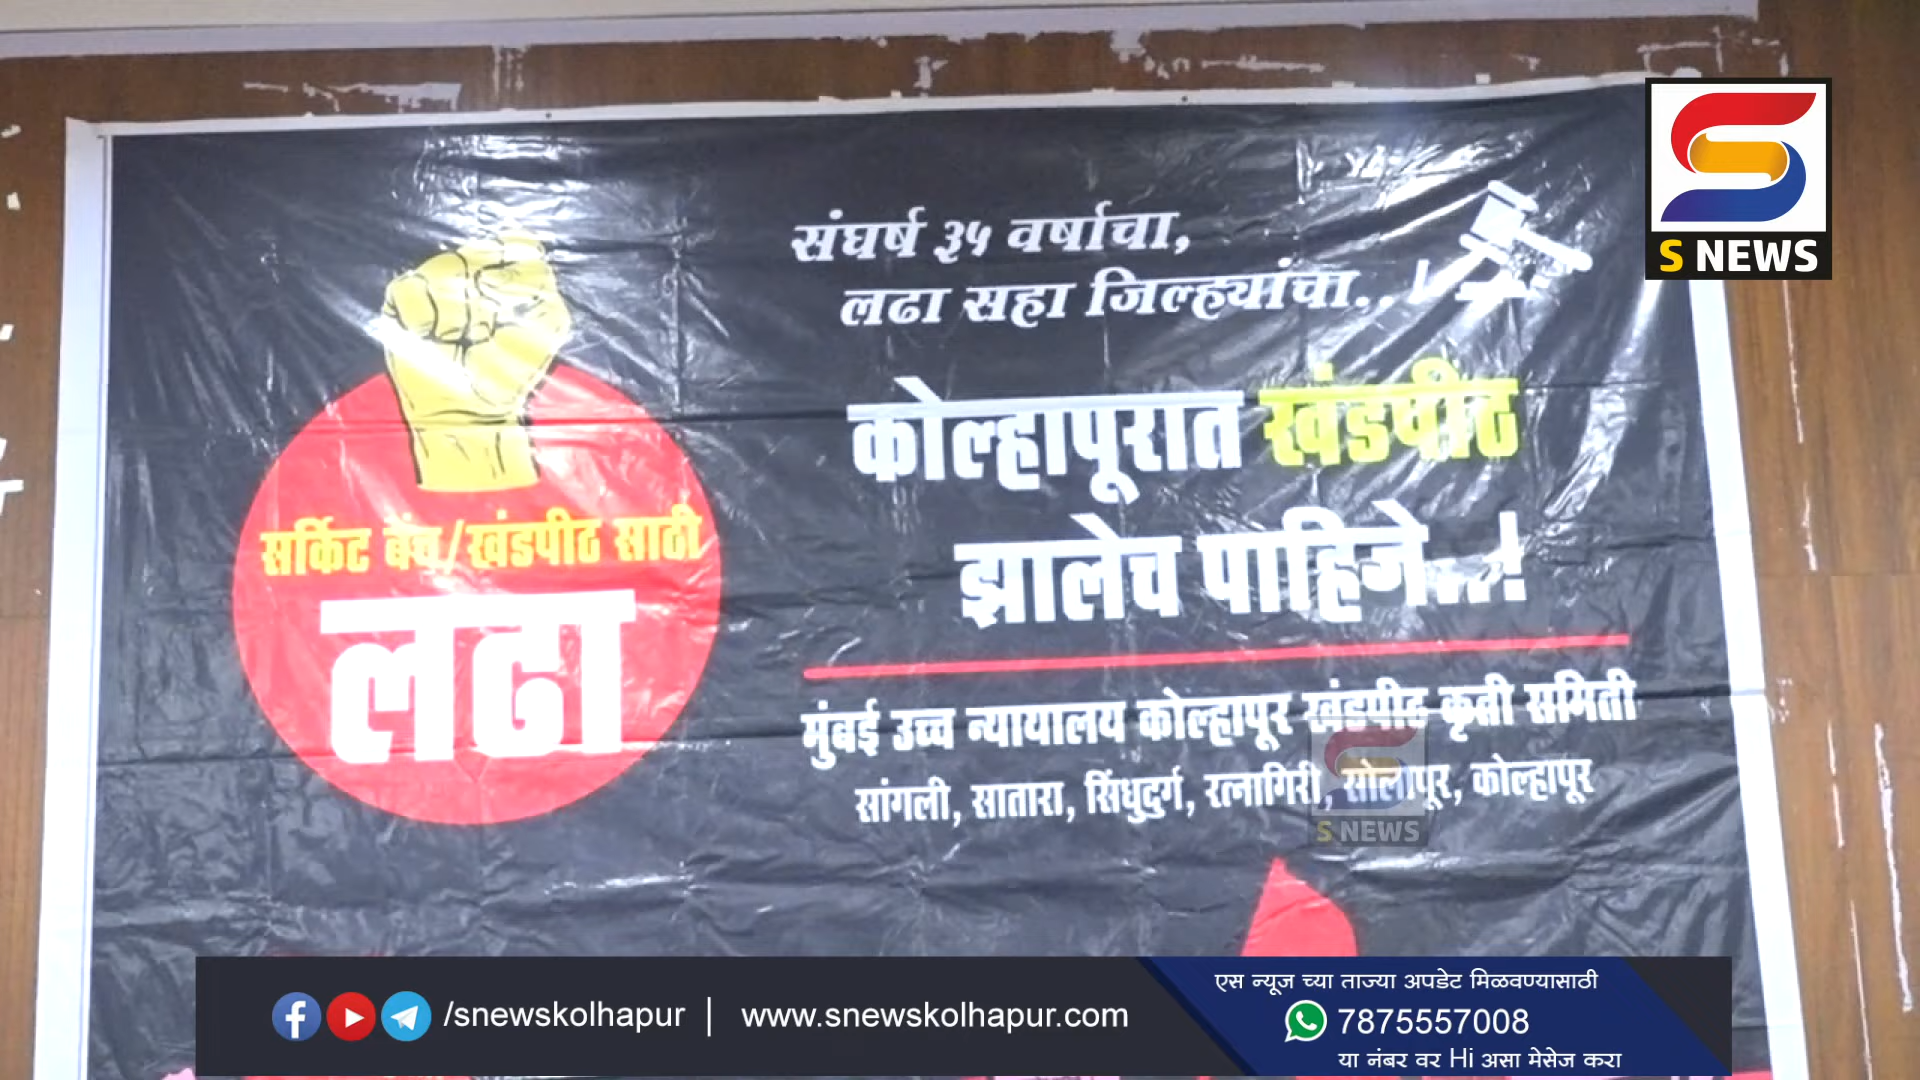 S NEWS
संघर्ष ३५ वर्षाचा,
लढा सहा जिल्ह्यांचा..!
कोल्हापूरात खंडपीठ
झालेच पाहिजे...!
सर्किट बेंच/खंडपीठ साठी
लढा
मुंबई उच्च न्यायालय कोल्हापूर खंडपीठ कृती समिती
सांगली, सातारा, सिंधुदुर्ग, रत्नागिरी, सोलापूर, कोल्हापूर
S NEWS
/snewskolhapur | www.snewskolhapur.com
एस न्यूज च्या ताज्या अपडेट मिळवण्यासाठी
7875557008
या नंबर वर Hi असा मेसेज करा